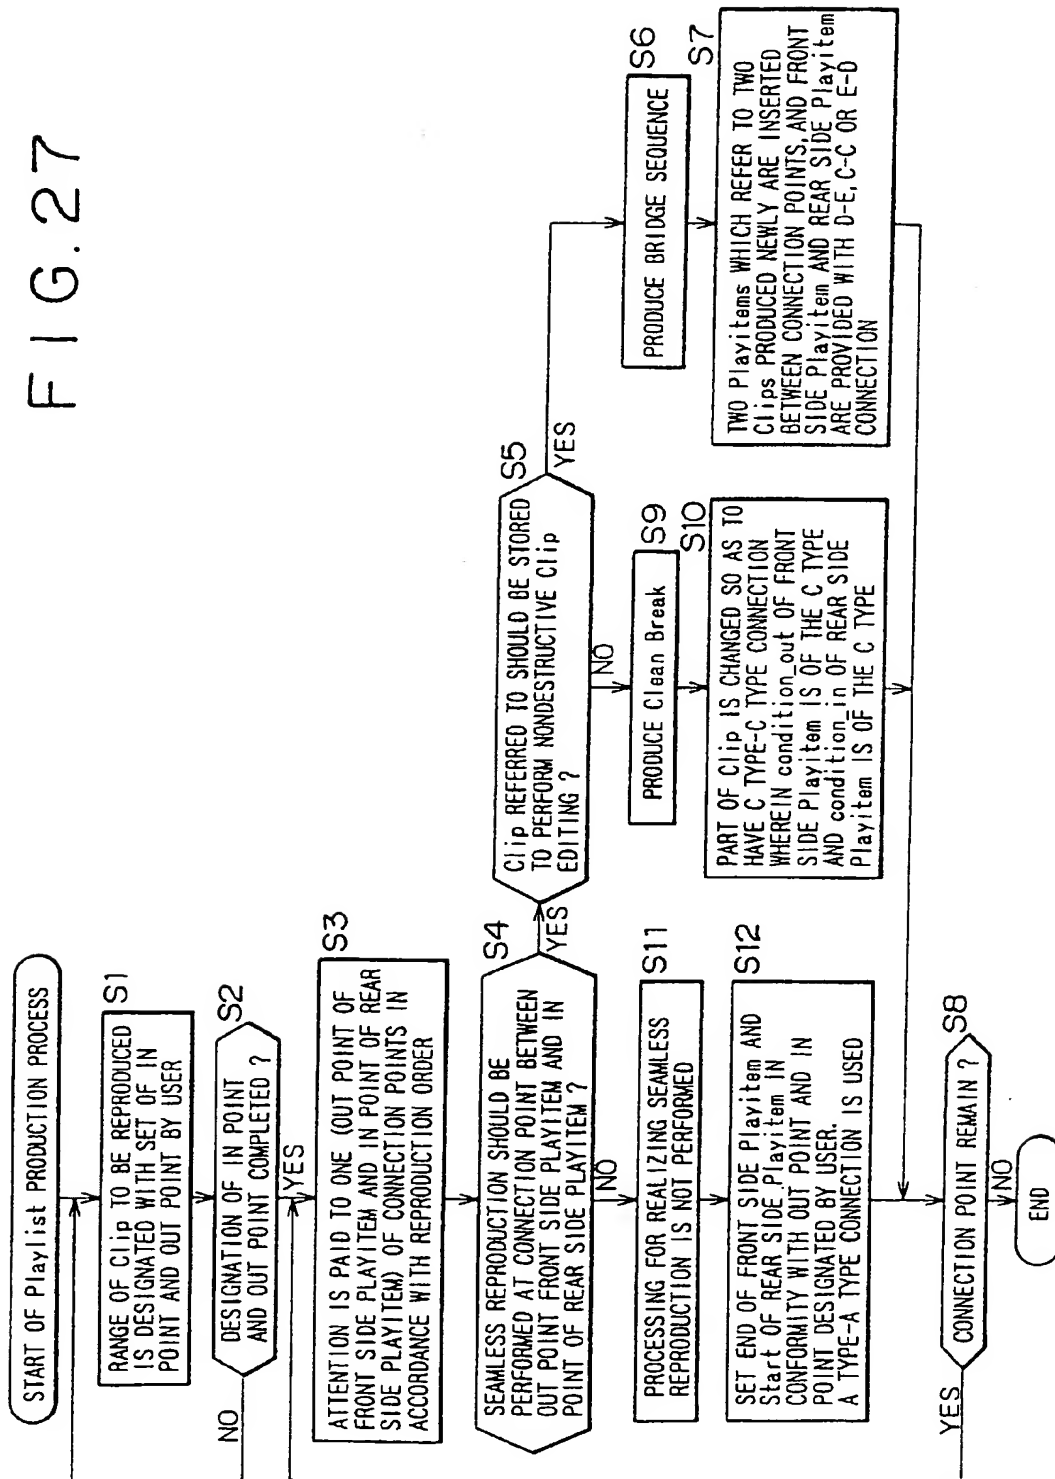 FIG.27
START OF Playlist PRODUCTION PROCESS
S1
RANGE OF Clip TO BE REPRODUCED
IS DESIGNATED WITH SET OF IN
POINT AND OUT POINT BY USER
S2
DESIGNATION OF IN POINT
AND OUT POINT COMPLETED ?
NO
YES
S3
ATTENTION IS PAID TO ONE (OUT POINT OF
FRONT SIDE PLAYITEM AND IN POINT OF REAR
SIDE PLAYITEM) OF CONNECTION POINTS IN
ACCORDANCE WITH REPRODUCTION ORDER
S4
SEAMLESS REPRODUCTION SHOULD BE
PERFORMED AT CONNECTION POINT BETWEEN
OUT POINT FRONT SIDE PLAYITEM AND IN
POINT OF REAR SIDE PLAYITEM ?
YES
NO
S5
Clip REFERRED TO SHOULD BE STORED
TO PERFORM NONDESTRUCTIVE Clip
EDITING ?
YES
NO
S6
PRODUCE BRIDGE SEQUENCE
S7
TWO Playitems WHICH REFER TO TWO
Clips PRODUCED NEWLY ARE INSERTED
BETWEEN CONNECTION POINTS, AND FRONT
SIDE Playitem AND REAR SIDE Playitem
ARE PROVIDED WITH D-E, C-C OR E-D
CONNECTION
S9
PRODUCE Clean Break
S10
PART OF Clip IS CHANGED SO AS TO
HAVE C TYPE-C TYPE CONNECTION
WHEREIN condition_out OF FRONT
SIDE Playitem IS OF THE C TYPE
AND condition_in OF REAR SIDE
Playitem IS OF THE C TYPE
S11
PROCESSING FOR REALIZING SEAMLESS
REPRODUCTION IS NOT PERFORMED
S12
SET END OF FRONT SIDE Playitem AND
Start OF REAR SIDE Playitem IN
CONFORMITY WITH OUT POINT AND IN
POINT DESIGNATED BY USER.
A TYPE-A TYPE CONNECTION IS USED
S8
CONNECTION POINT REMAIN ?
YES
NO
END